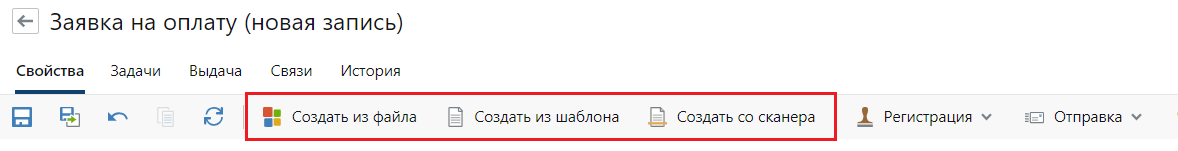 Заявка на оплату (новая запись)
Свойства Задачи Выдача Связи История
Создать из файла Создать из шаблона Создать со сканера Регистрация Отправка